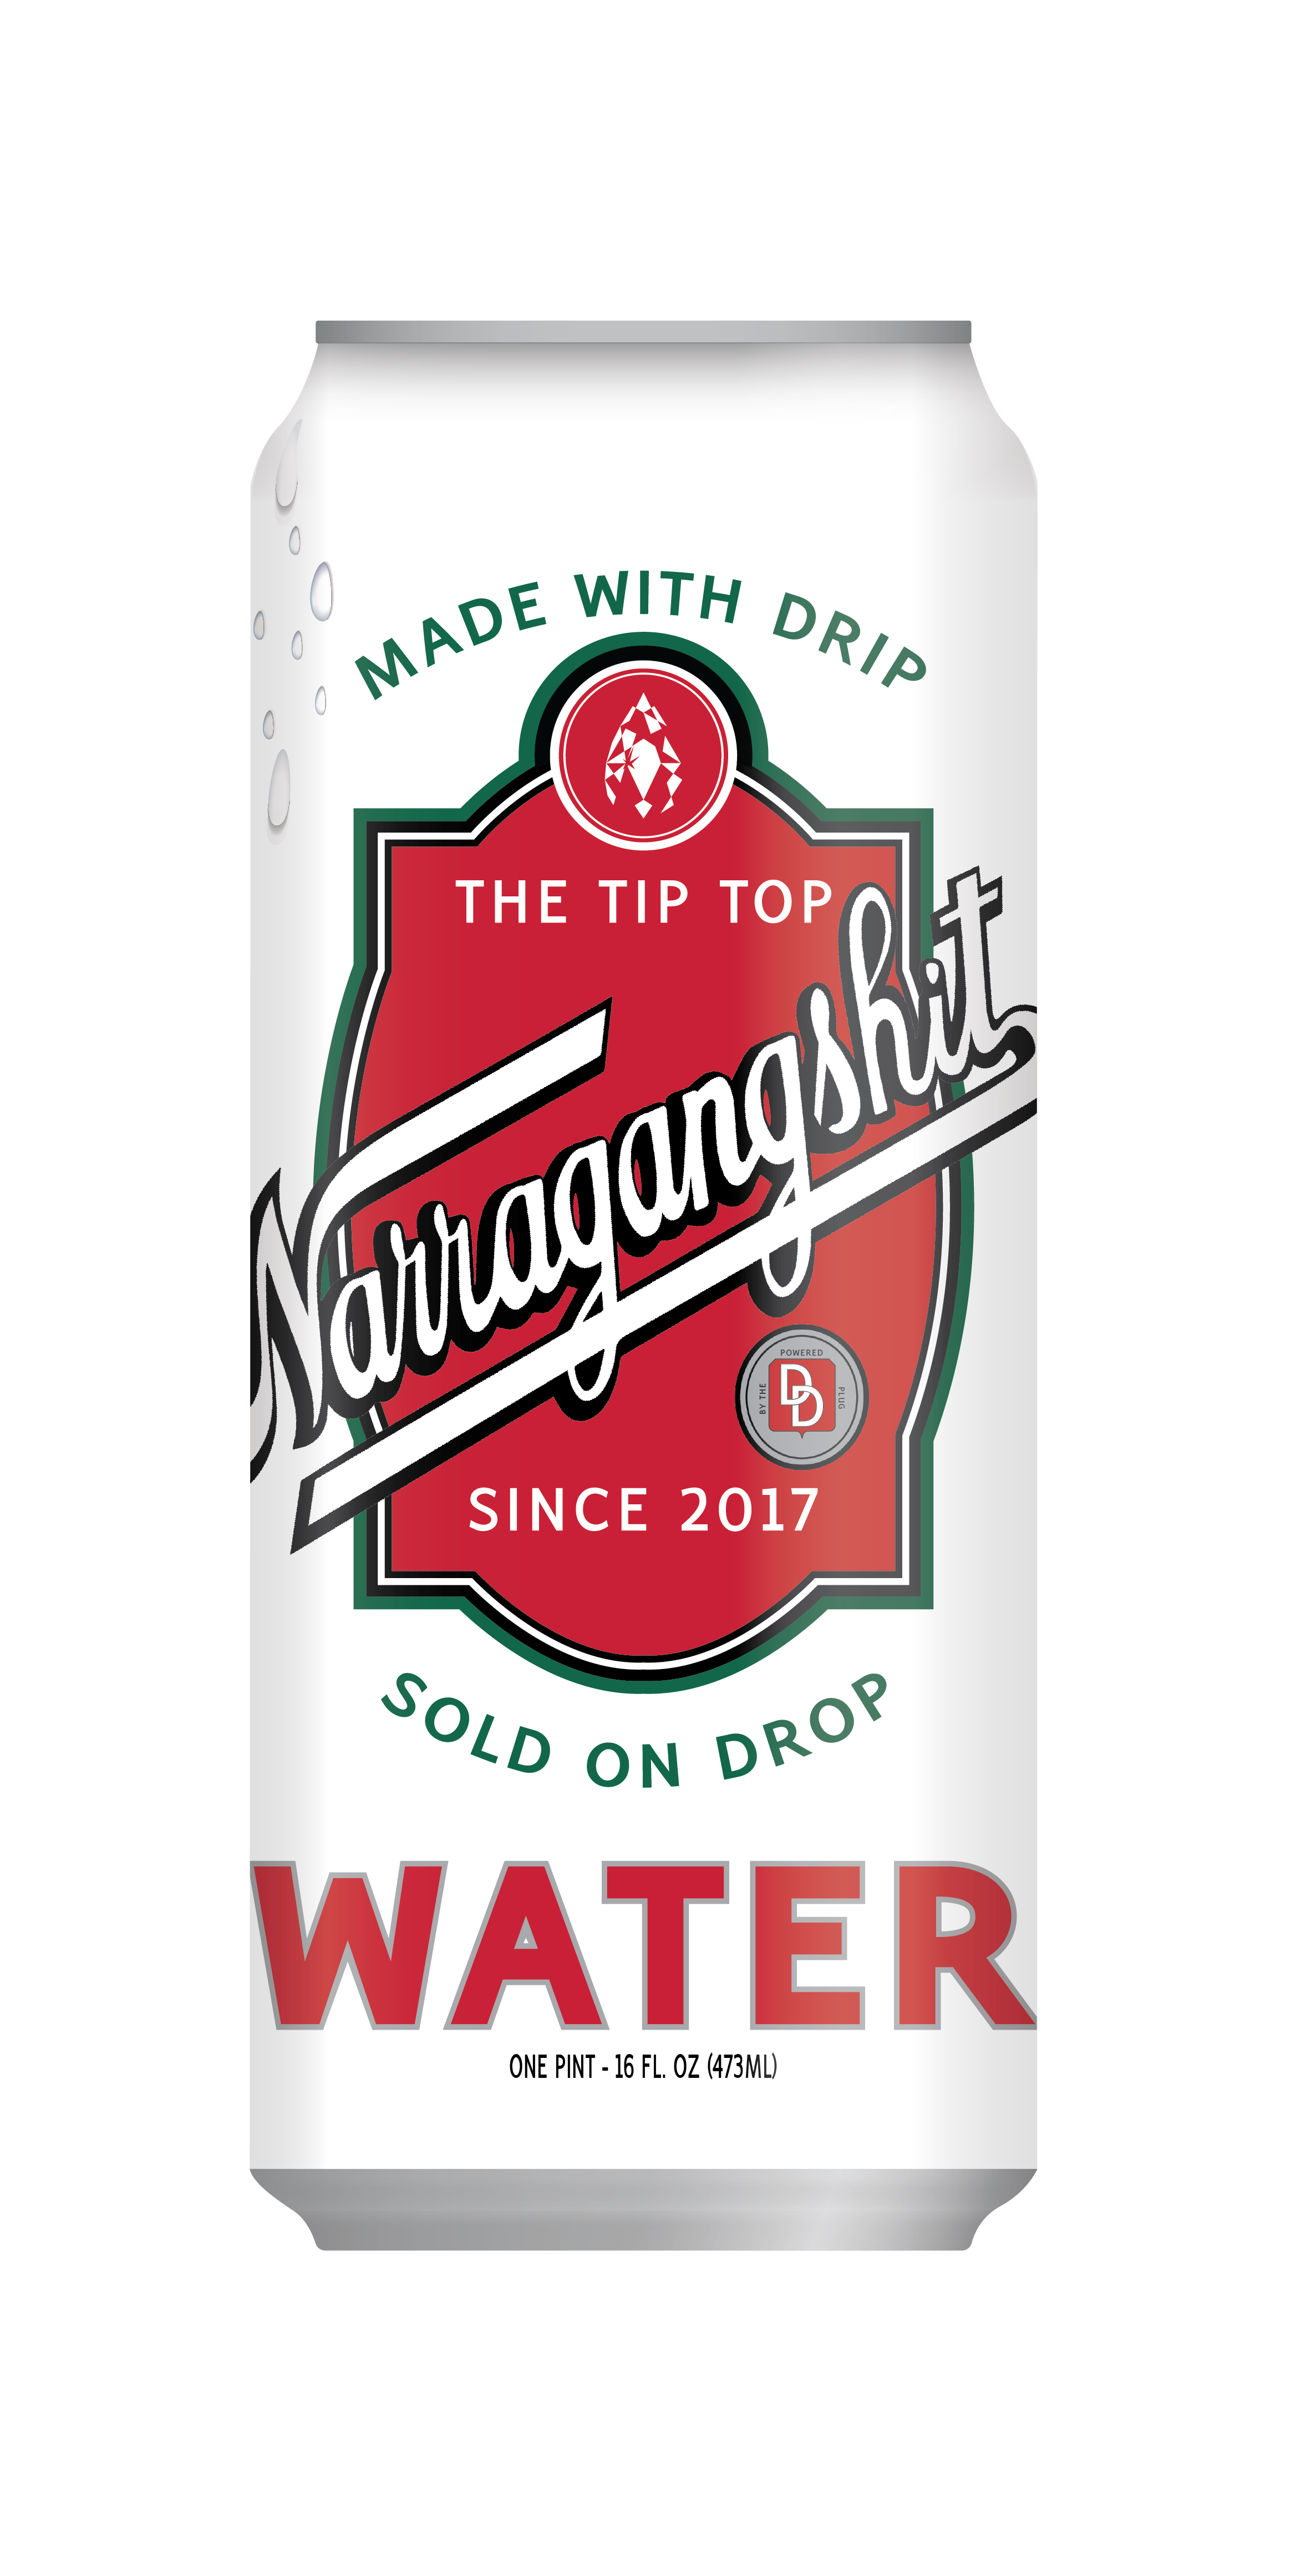 MADE WITH DRIP
THE TIP TOP
Narragangshit
POWERED
BY THE
DD
PLUG
SINCE 2017
SOLD ON DROP
WATER
ONE PINT - 16 FL. OZ (473ML)